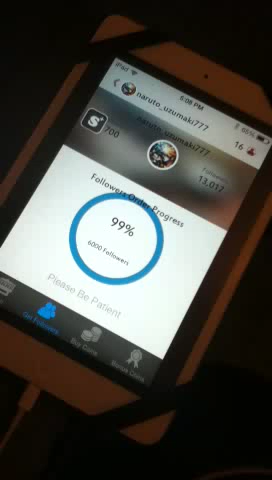 iPad 6:08 PM 65%
naruto_uzumaki777 16
naruto_uzumaki777
S 700
Followers
13,017
Followers Order Progress
99%
6000 Followers
Please Be Patient
Get Followers Buy Coins Bonus Coins